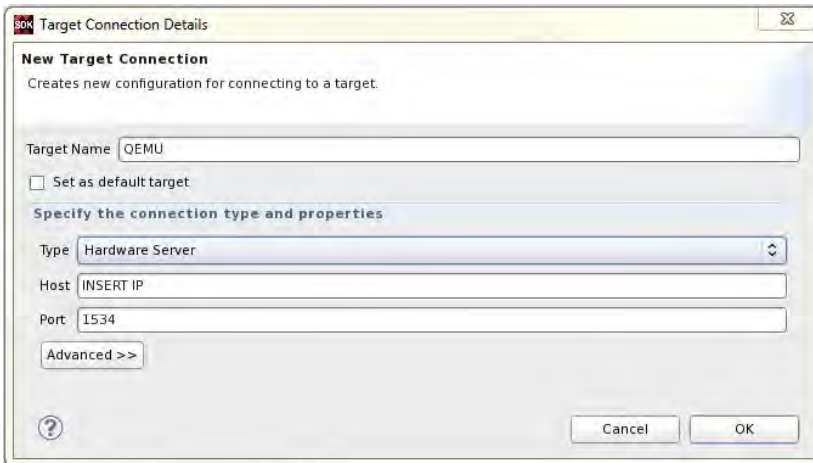 SDK Target Connection Details
New Target Connection
Creates new configuration for connecting to a target.
Target Name QEMU
Set as default target
Specify the connection type and properties
Type Hardware Server
Host INSERT IP
Port 1534
Advanced >>
?
Cancel OK